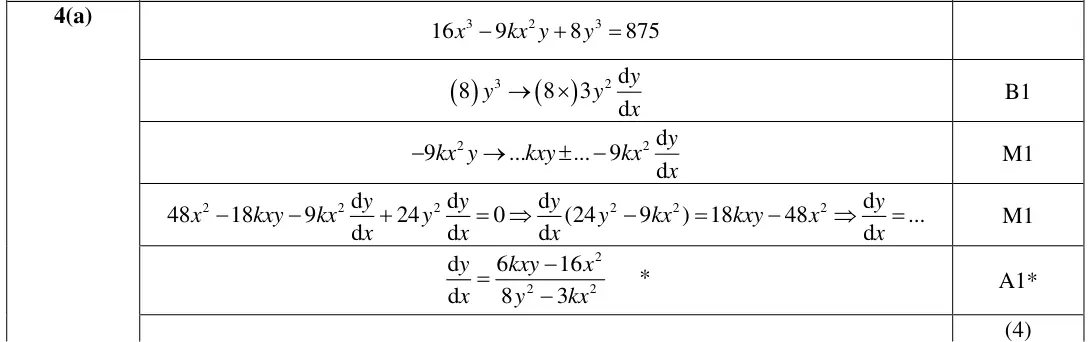 4(a)
16x³ − 9kx²y + 8y³ = 875
(8)y³ → (8×)3y² dy/dx B1
−9kx²y → ...kxy ± ... − 9kx² dy/dx M1
48x² − 18kxy − 9kx² dy/dx + 24y² dy/dx = 0 ⇒ dy/dx (24y² − 9kx²) = 18kxy − 48x² ⇒ dy/dx = ... M1
dy/dx = (6kxy − 16x²)/(8y² − 3kx²) * A1*
(4)